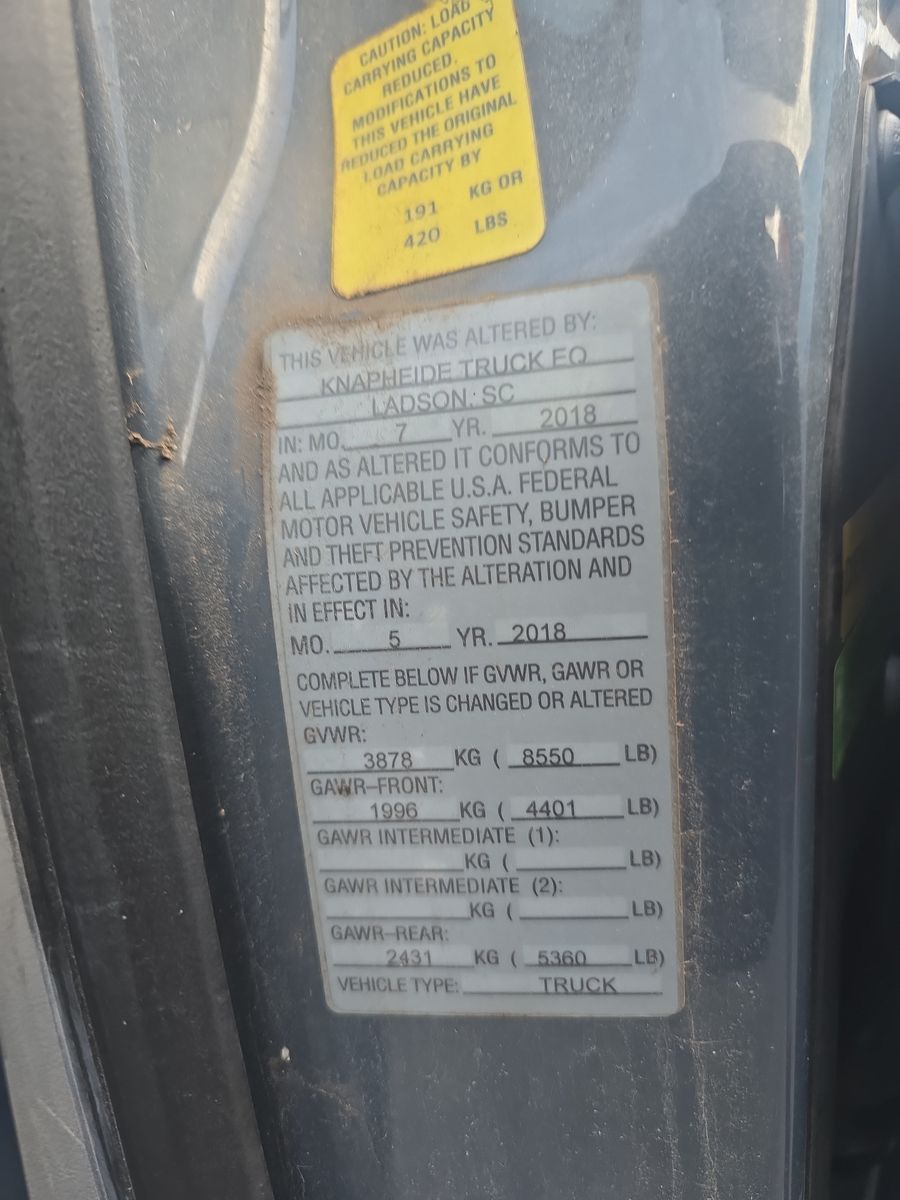 CAUTION: LOAD
CARRYING CAPACITY
REDUCED.
MODIFICATIONS TO
THIS VEHICLE HAVE
REDUCED THE ORIGINAL
LOAD CARRYING
CAPACITY BY
191 KG OR
420 LBS
THIS VEHICLE WAS ALTERED BY:
KNAPHEIDE TRUCK EQ
LADSON, SC
IN: MO. 7 YR. 2018
AND AS ALTERED IT CONFORMS TO
ALL APPLICABLE U.S.A. FEDERAL
MOTOR VEHICLE SAFETY, BUMPER
AND THEFT PREVENTION STANDARDS
AFFECTED BY THE ALTERATION AND
IN EFFECT IN:
MO. 5 YR. 2018
COMPLETE BELOW IF GVWR, GAWR OR
VEHICLE TYPE IS CHANGED OR ALTERED
GVWR:
3878 KG ( 8550 LB)
GAWR-FRONT:
1996 KG ( 4401 LB)
GAWR INTERMEDIATE (1):
KG ( LB)
GAWR INTERMEDIATE (2):
KG ( LB)
GAWR-REAR:
2431 KG ( 5360 LB)
VEHICLE TYPE: TRUCK